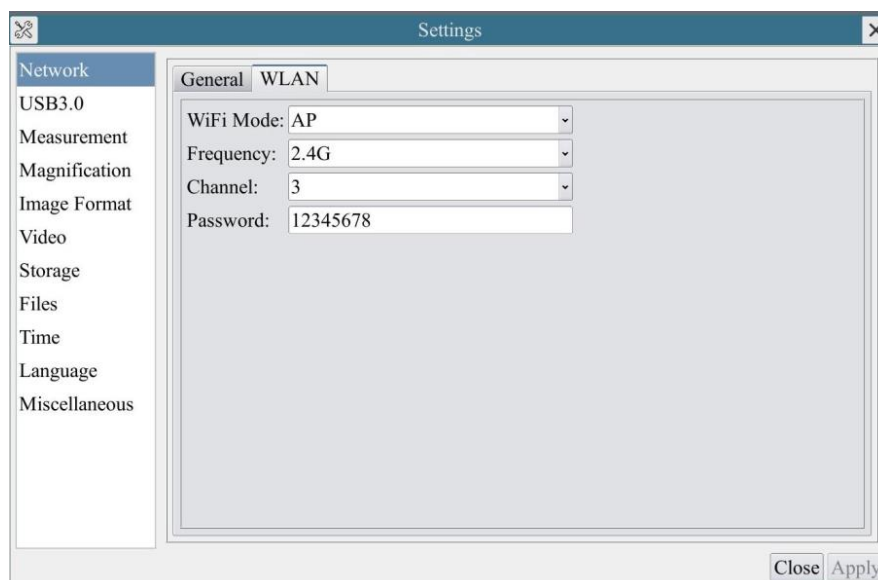 Settings
Network
USB3.0
Measurement
Magnification
Image Format
Video
Storage
Files
Time
Language
Miscellaneous
General WLAN
WiFi Mode: AP
Frequency: 2.4G
Channel: 3
Password: 12345678
Close Apply